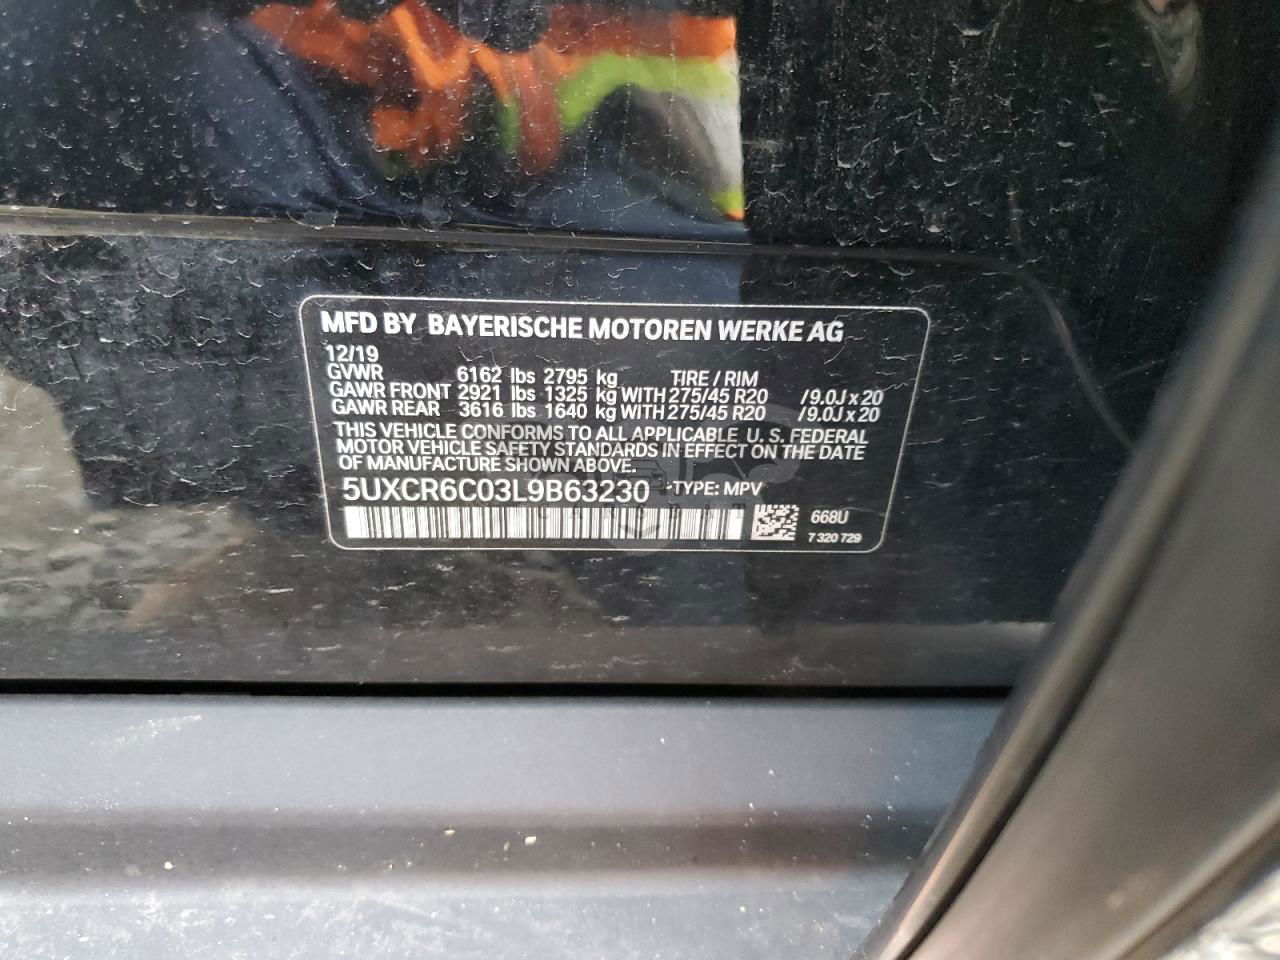 MFD BY BAYERISCHE MOTOREN WERKE AG
12/19
GVWR 6162 lbs 2795 kg TIRE / RIM
GAWR FRONT 2921 lbs 1325 kg WITH 275/45 R20 /9.0J x 20
GAWR REAR 3616 lbs 1640 kg WITH 275/45 R20 /9.0J x 20
THIS VEHICLE CONFORMS TO ALL APPLICABLE U. S. FEDERAL
MOTOR VEHICLE SAFETY STANDARDS IN EFFECT ON THE DATE
OF MANUFACTURE SHOWN ABOVE.
5UXCR6C03L9B63230 TYPE: MPV
668U
7 320 729